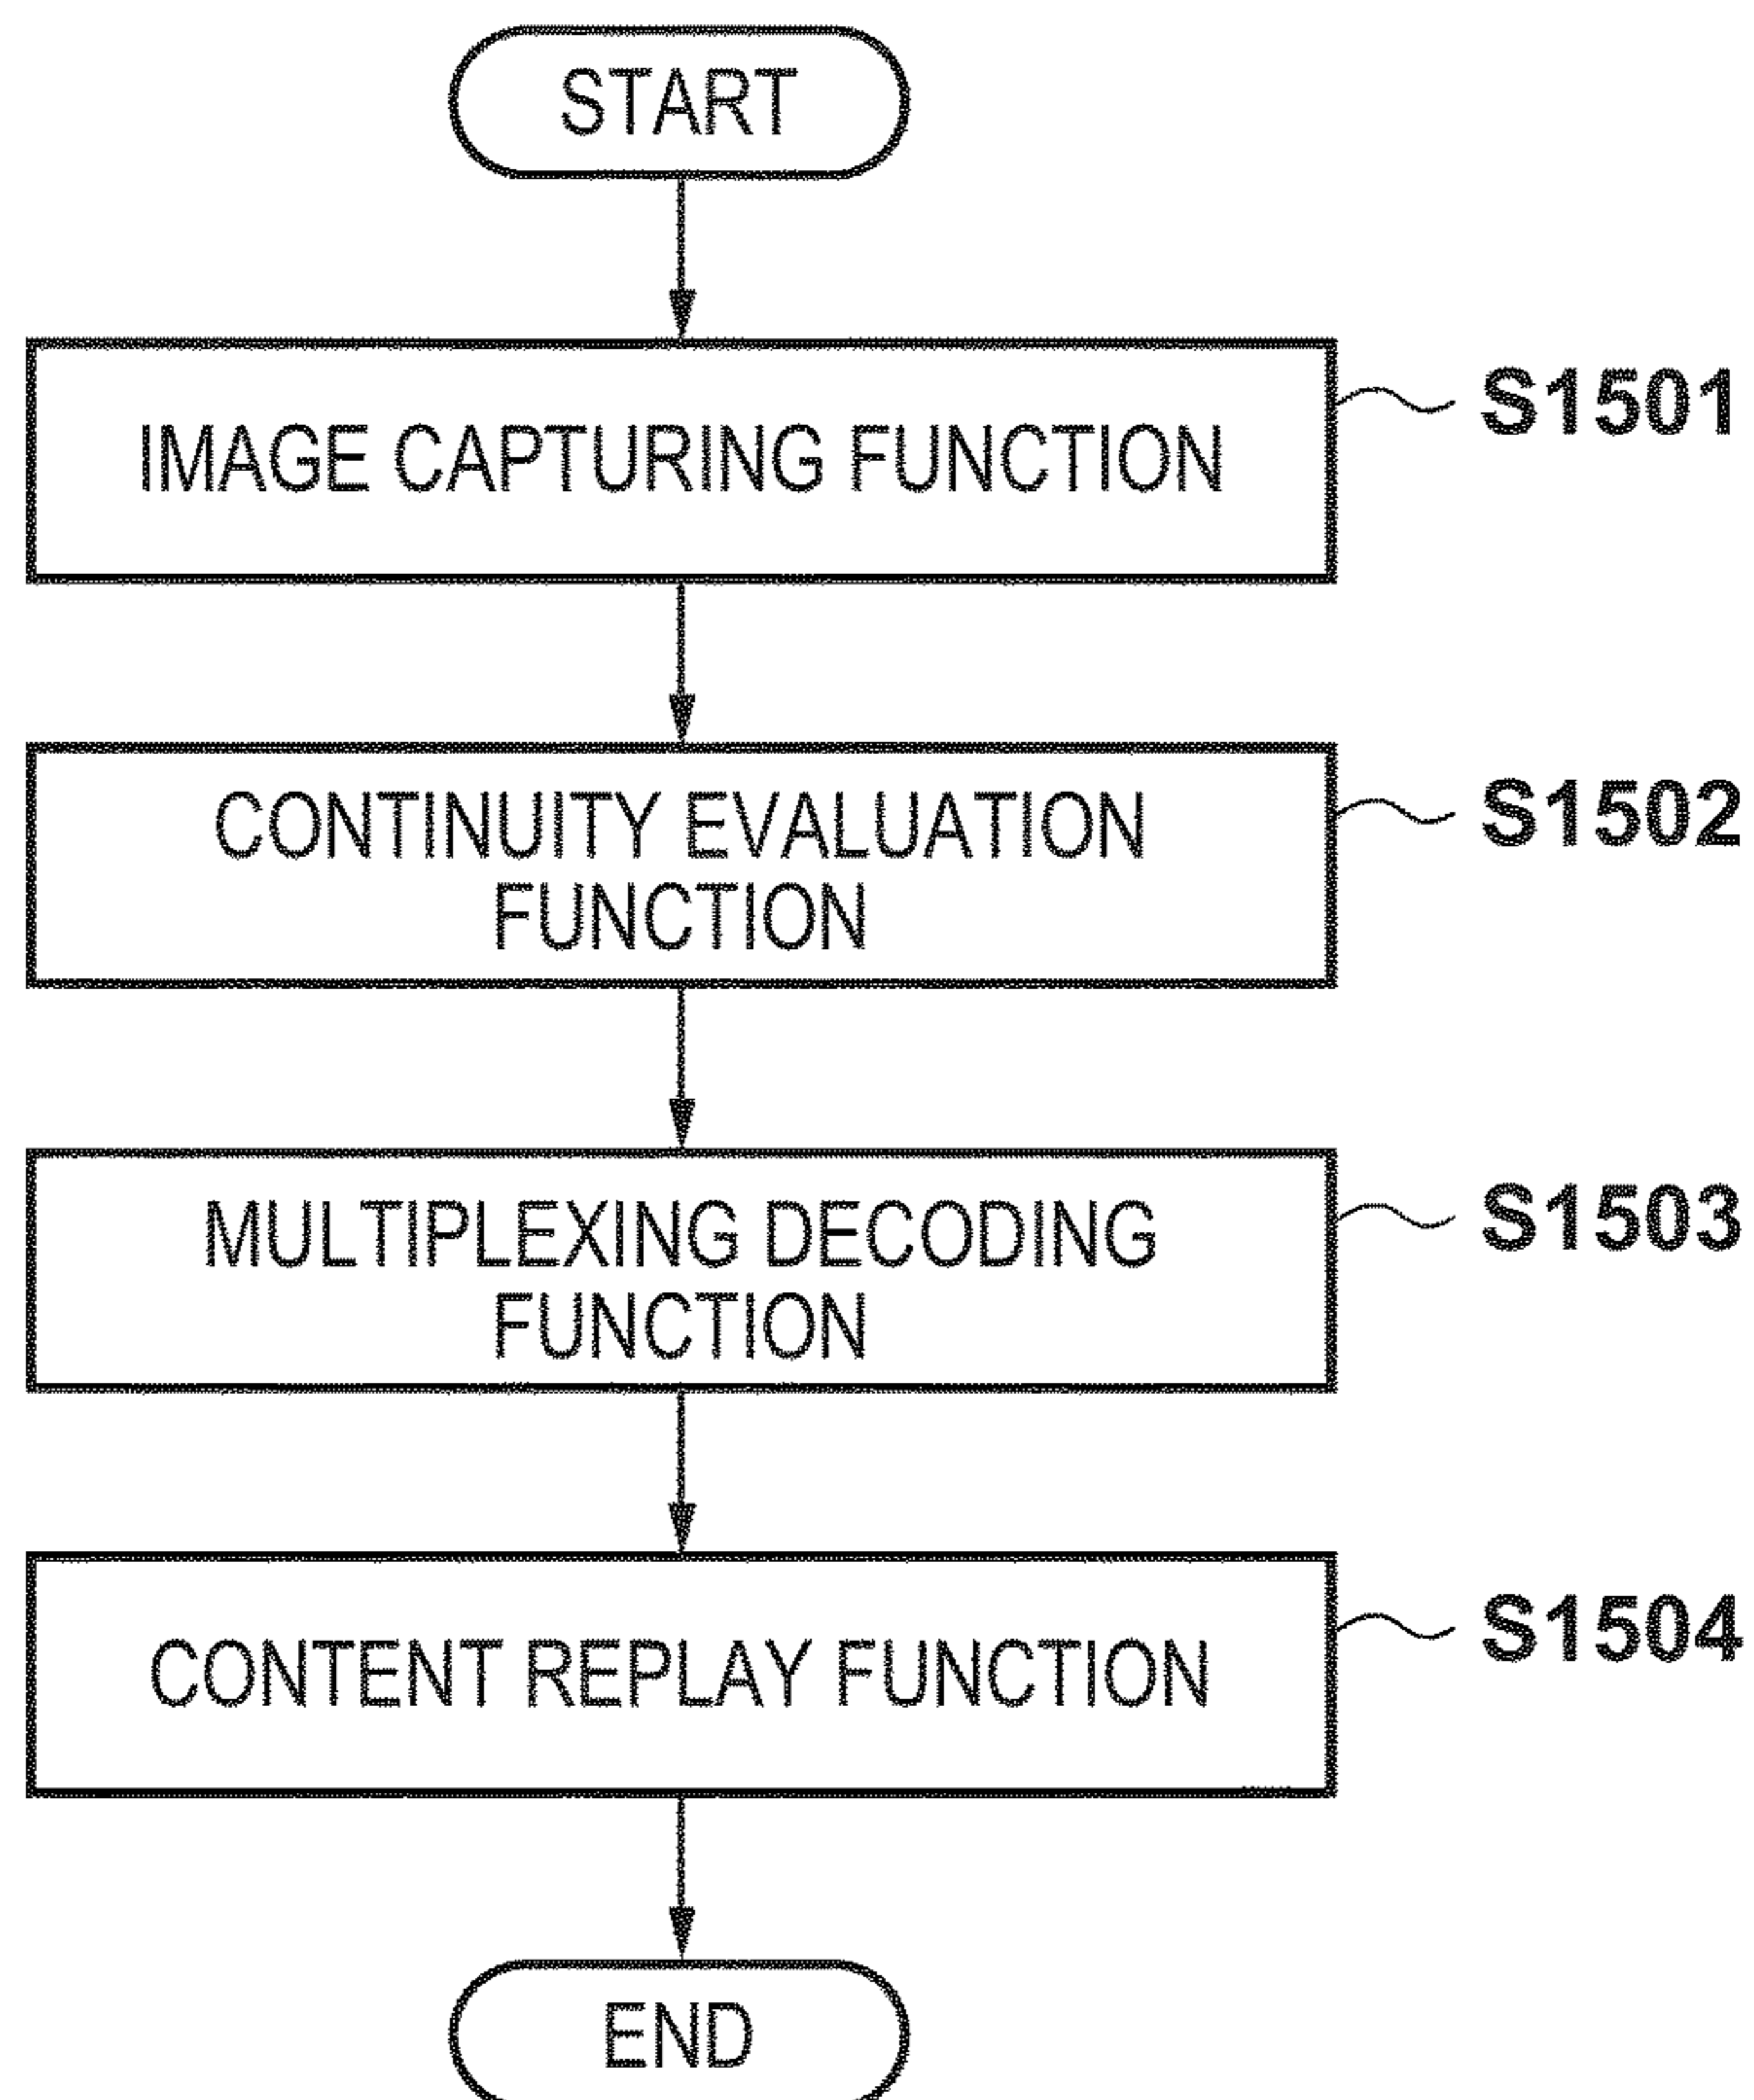 START
IMAGE CAPTURING FUNCTION
S1501
CONTINUITY EVALUATION
FUNCTION
S1502
MULTIPLEXING DECODING
FUNCTION
S1503
CONTENT REPLAY FUNCTION
S1504
END